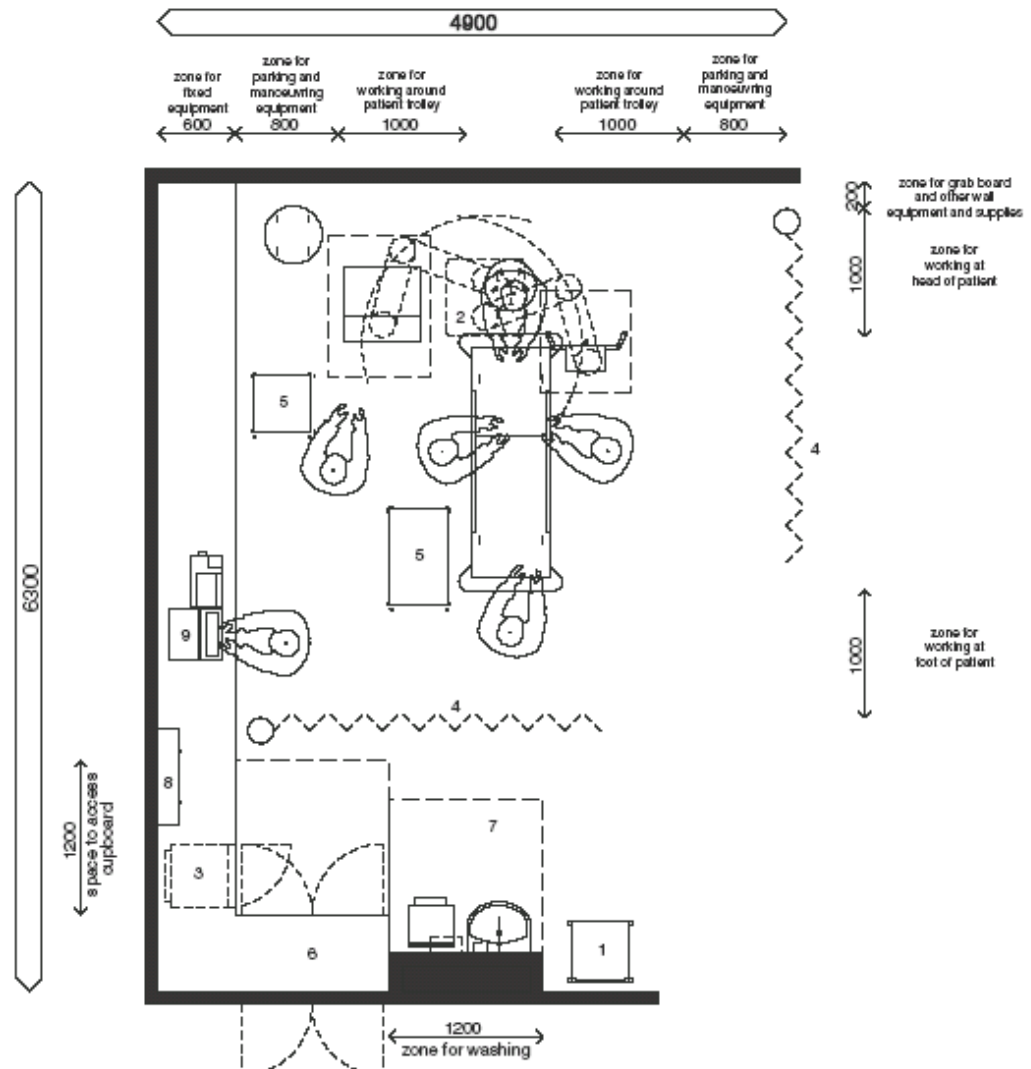 4900
zone for
fixed
equipment
600
zone for
parking and
manoeuvring
equipment
800
zone for
working around
patient trolley
1000
zone for
working around
patient trolley
1000
zone for
parking and
manoeuvring
equipment
800
200
zone for grab board
and other wall
equipment and supplies
1000
zone for
working at
head of patient
2
5
4
5
6300
9
1000
zone for
working at
foot of patient
4
8
1200
space to access
cupboard
7
3
6
1
1200
zone for washing